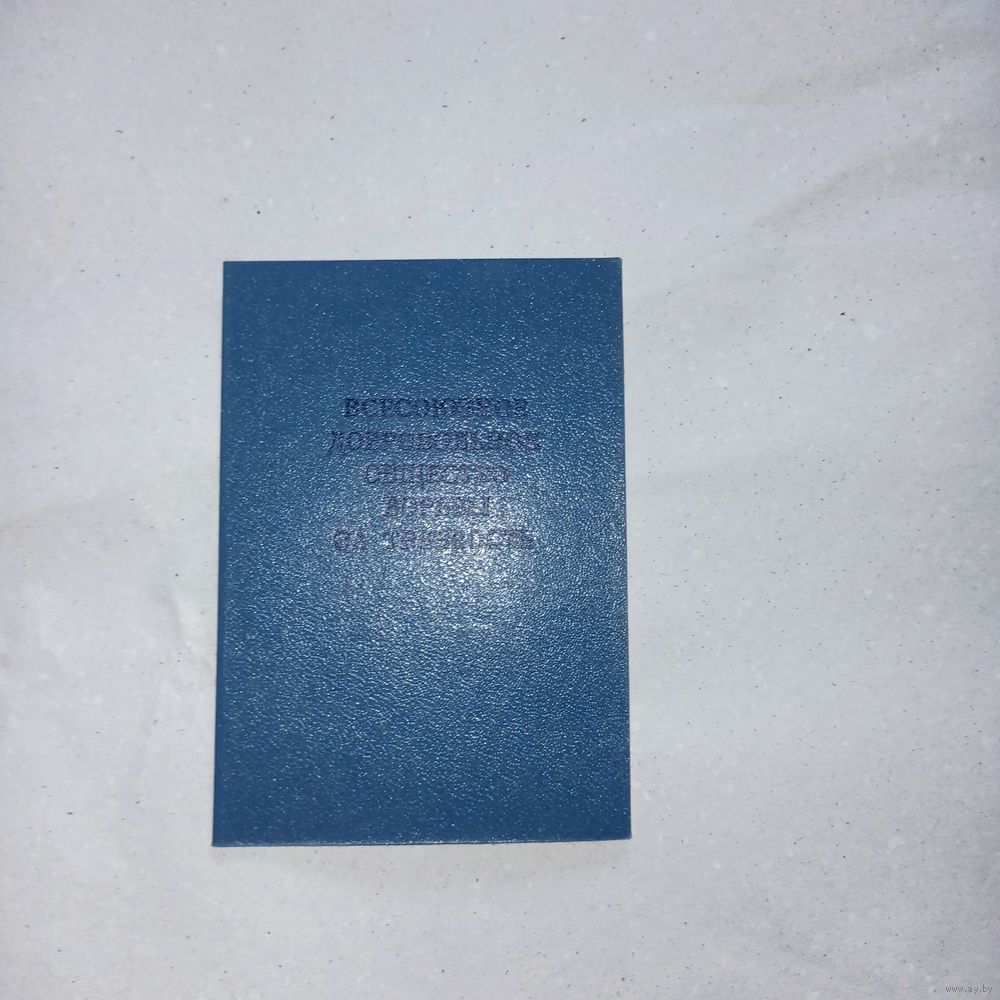 ВСЕСОЮЗНОЕ
ДОБРОВОЛЬНОЕ
ОБЩЕСТВО
БОРЬБЫ
ЗА ТРЕЗВОСТЬ
www.ay.by